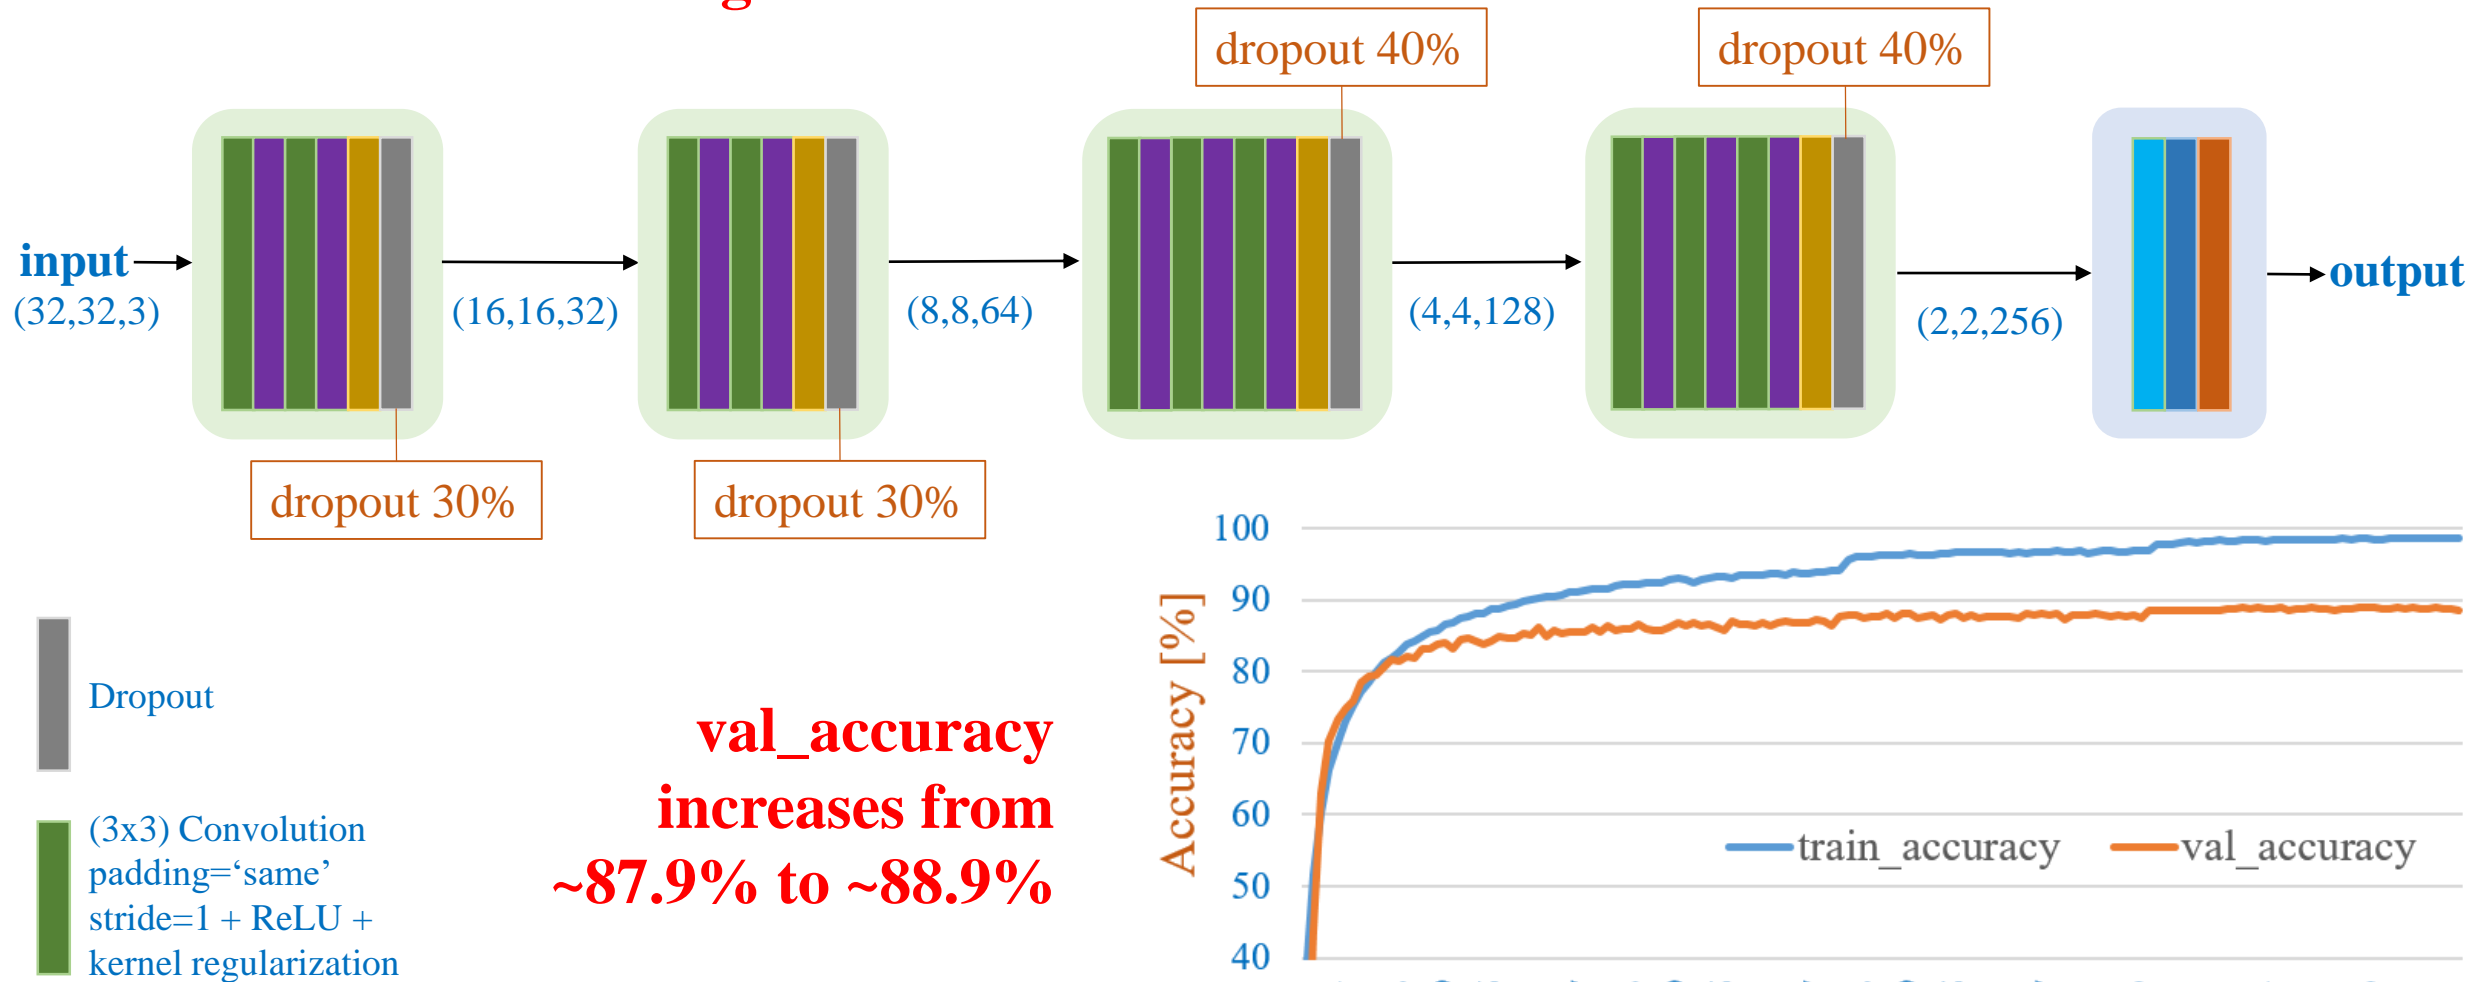 dropout 40%
dropout 40%
input
(32,32,3)
(16,16,32)
(8,8,64)
(4,4,128)
(2,2,256)
output
dropout 30%
dropout 30%
Dropout
(3x3) Convolution
padding=‘same’
stride=1 + ReLU +
kernel regularization
val_accuracy
increases from
~87.9% to ~88.9%
Accuracy [%]
100
90
80
70
60
50
40
train_accuracy
val_accuracy